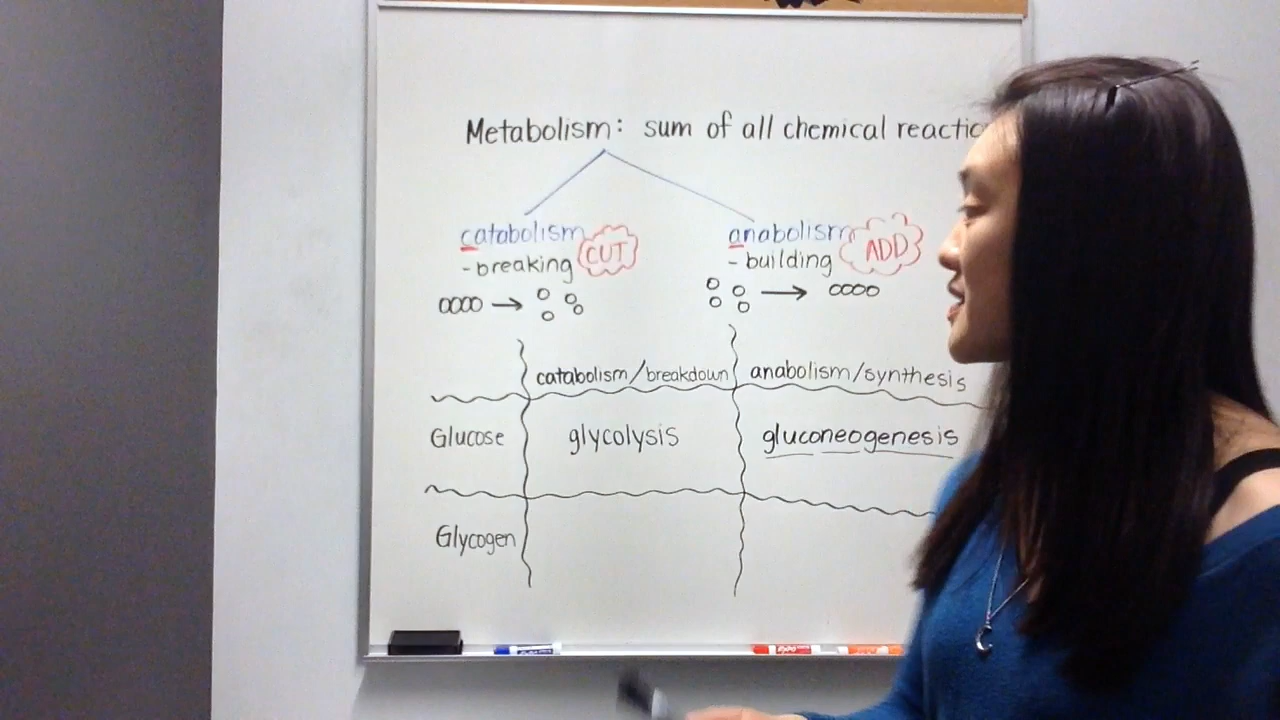 Metabolism: sum of all chemical
catabolism CUT
-breaking
anabolism ADD
-building
catabolism/breakdown
anabolism/synthesis
Glucose
glycolysis
gluconeogenesis
Glycogen
EXPO